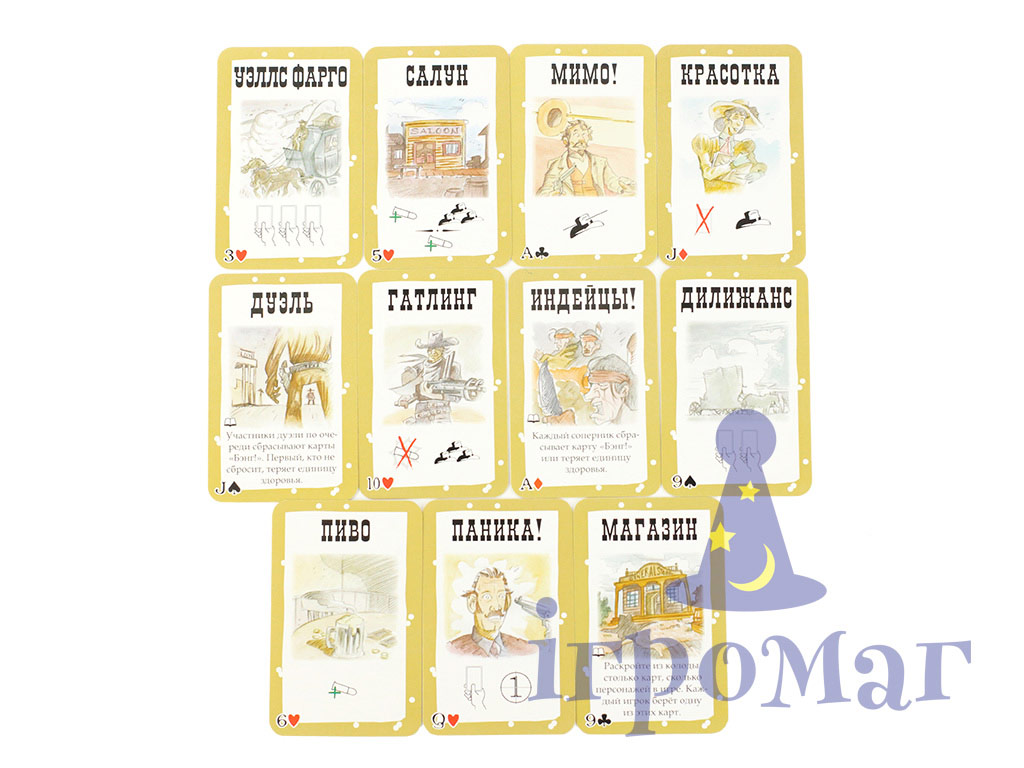 УЭЛЛС ФАРГО
3♥
САЛУН
SALOON
5♥
МИМО!
A♣
КРАСОТКА
J♦
ДУЭЛЬ
Участники дуэли по оче-
реди сбрасывают карты
«Бэнг!». Первый, кто не
сбросит, теряет единицу
здоровья.
J♠
ГАТЛИНГ
10♥
ИНДЕЙЦЫ!
Каждый соперник сбра-
сывает карту «Бэнг!»
или теряет единицу
здоровья.
A♦
ДИЛИЖАНС
9♠
ПИВО
6♥
ПАНИКА!
1
Q♥
МАГАЗИН
Раскройте из колоды
столько карт, сколько
персонажей в игре. Каж-
дый игрок берёт одну
из этих карт.
9♣
ігромаг